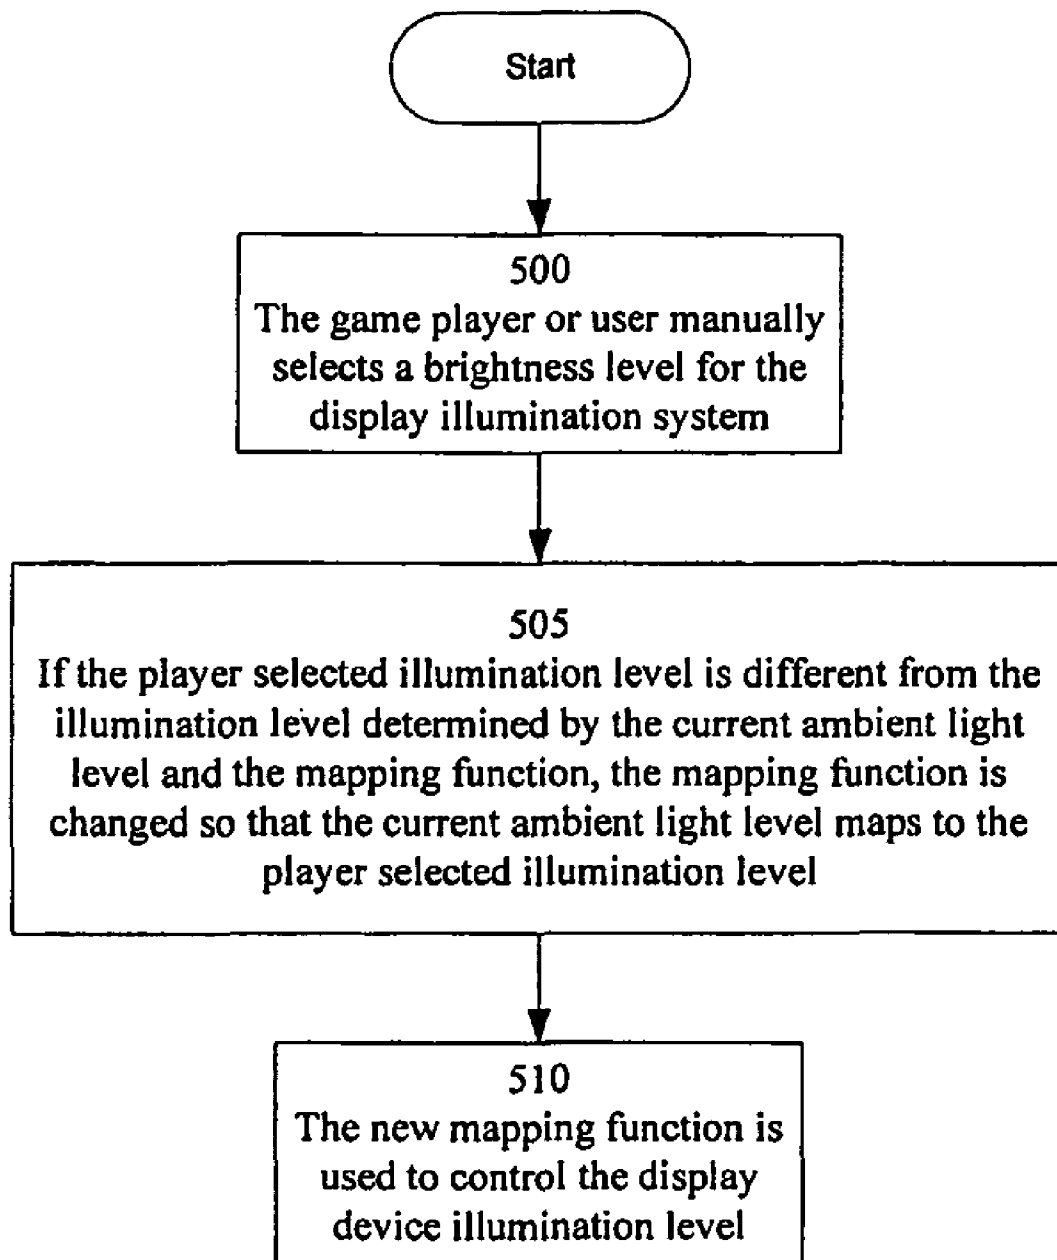 Start
500
The game player or user manually
selects a brightness level for the
display illumination system
505
If the player selected illumination level is different from the
illumination level determined by the current ambient light
level and the mapping function, the mapping function is
changed so that the current ambient light level maps to the
player selected illumination level
510
The new mapping function is
used to control the display
device illumination level